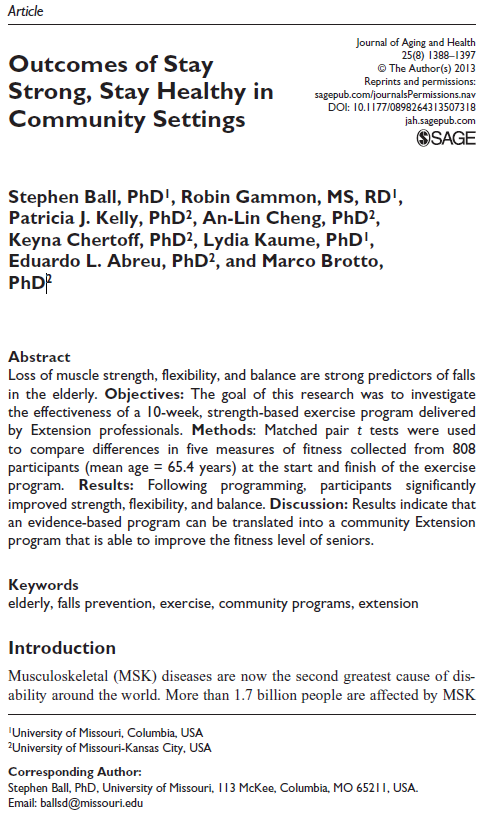 Article
Journal of Aging and Health
25(8) 1388–1397
© The Author(s) 2013
Reprints and permissions:
sagepub.com/journalsPermissions.nav
DOI: 10.1177/0898264313507318
jah.sagepub.com
SAGE
Outcomes of Stay
Strong, Stay Healthy in
Community Settings
Stephen Ball, PhD¹, Robin Gammon, MS, RD¹,
Patricia J. Kelly, PhD², An-Lin Cheng, PhD²,
Keyna Chertoff, PhD², Lydia Kaume, PhD¹,
Eduardo L. Abreu, PhD², and Marco Brotto,
PhD²
Abstract
Loss of muscle strength, flexibility, and balance are strong predictors of falls
in the elderly. Objectives: The goal of this research was to investigate
the effectiveness of a 10-week, strength-based exercise program delivered
by Extension professionals. Methods: Matched pair t tests were used
to compare differences in five measures of fitness collected from 808
participants (mean age = 65.4 years) at the start and finish of the exercise
program. Results: Following programming, participants significantly
improved strength, flexibility, and balance. Discussion: Results indicate that
an evidence-based program can be translated into a community Extension
program that is able to improve the fitness level of seniors.
Keywords
elderly, falls prevention, exercise, community programs, extension
Introduction
Musculoskeletal (MSK) diseases are now the second greatest cause of dis-
ability around the world. More than 1.7 billion people are affected by MSK
¹University of Missouri, Columbia, USA
²University of Missouri-Kansas City, USA
Corresponding Author:
Stephen Ball, PhD, University of Missouri, 113 McKee, Columbia, MO 65211, USA.
Email: ballsd@missouri.edu